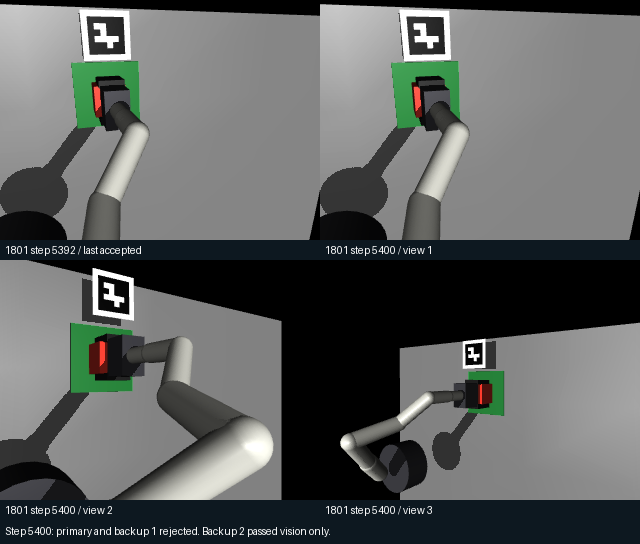 1801 step 5392 / last accepted
1801 step 5400 / view 1
1801 step 5400 / view 2
1801 step 5400 / view 3
Step 5400: primary and backup 1 rejected. Backup 2 passed vision only.